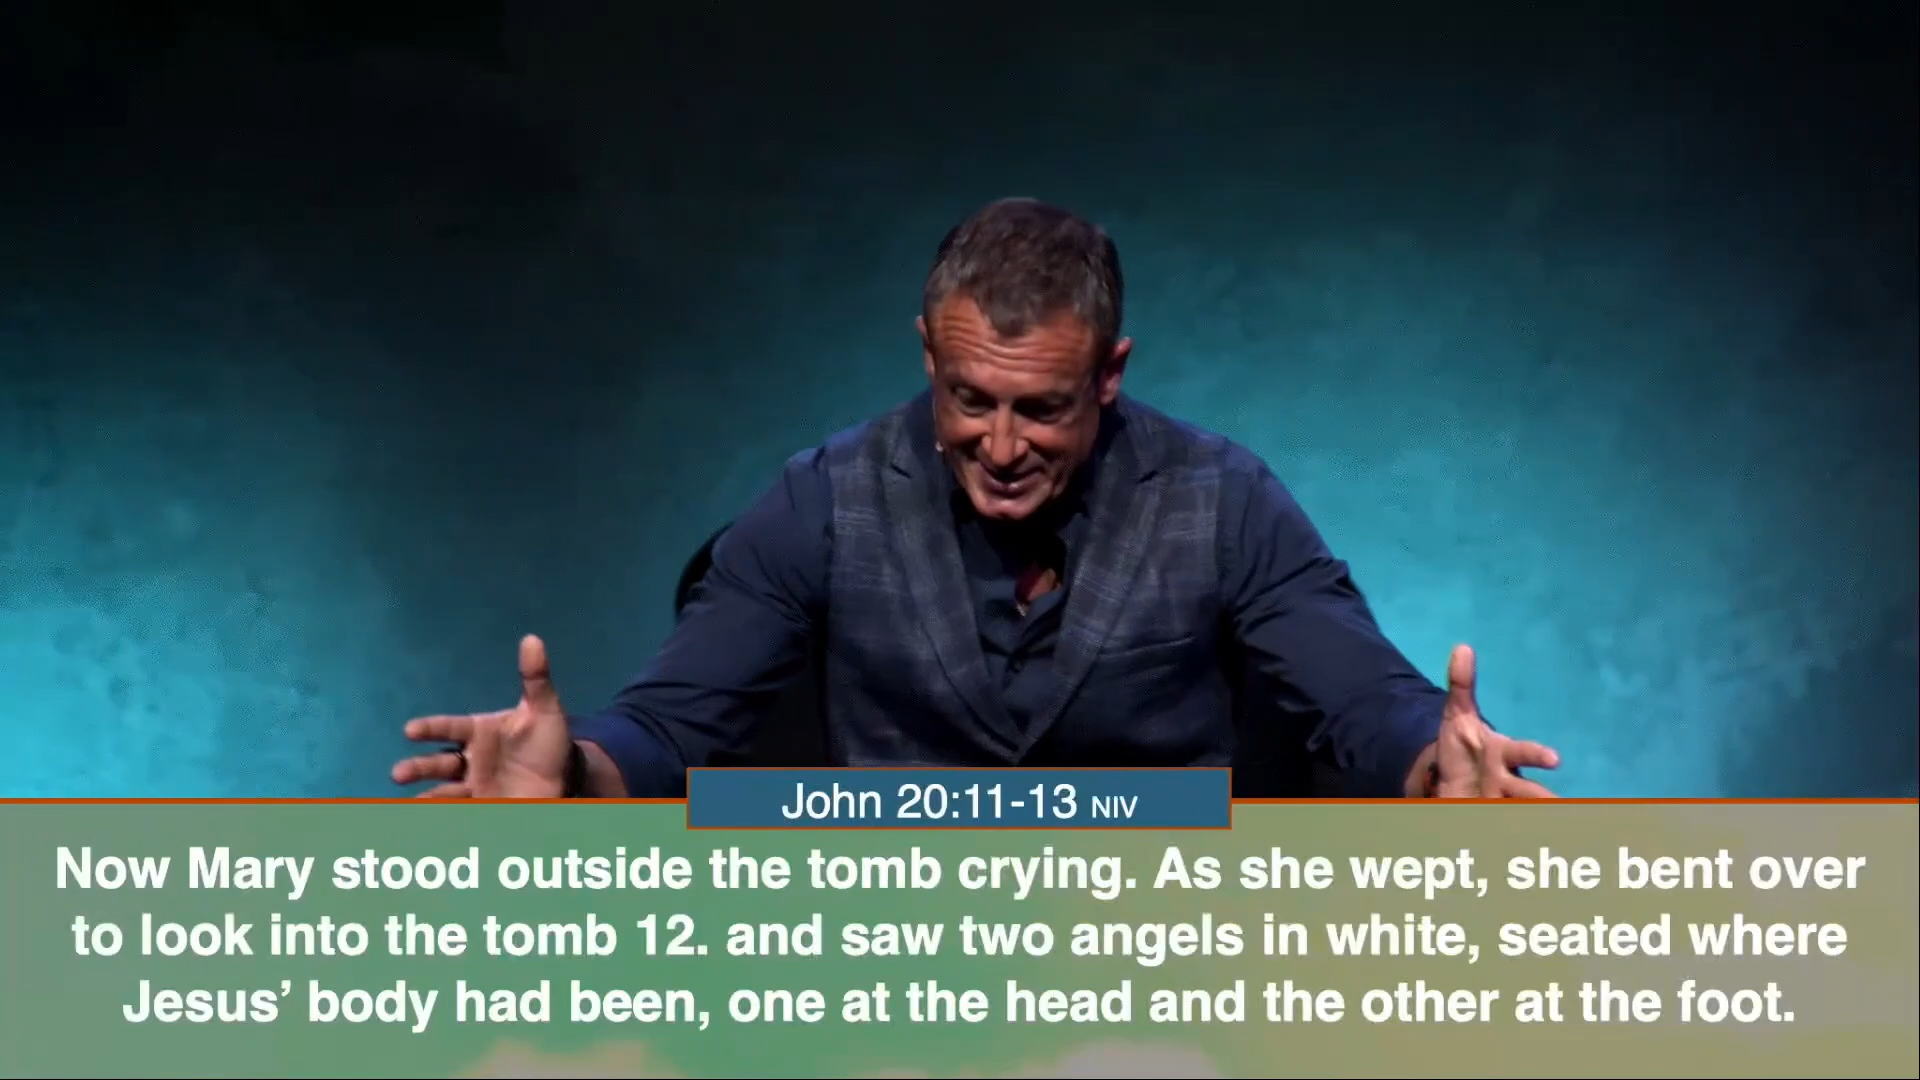 John 20:11-13 NIV
Now Mary stood outside the tomb crying. As she wept, she bent over
to look into the tomb 12. and saw two angels in white, seated where
Jesus’ body had been, one at the head and the other at the foot.